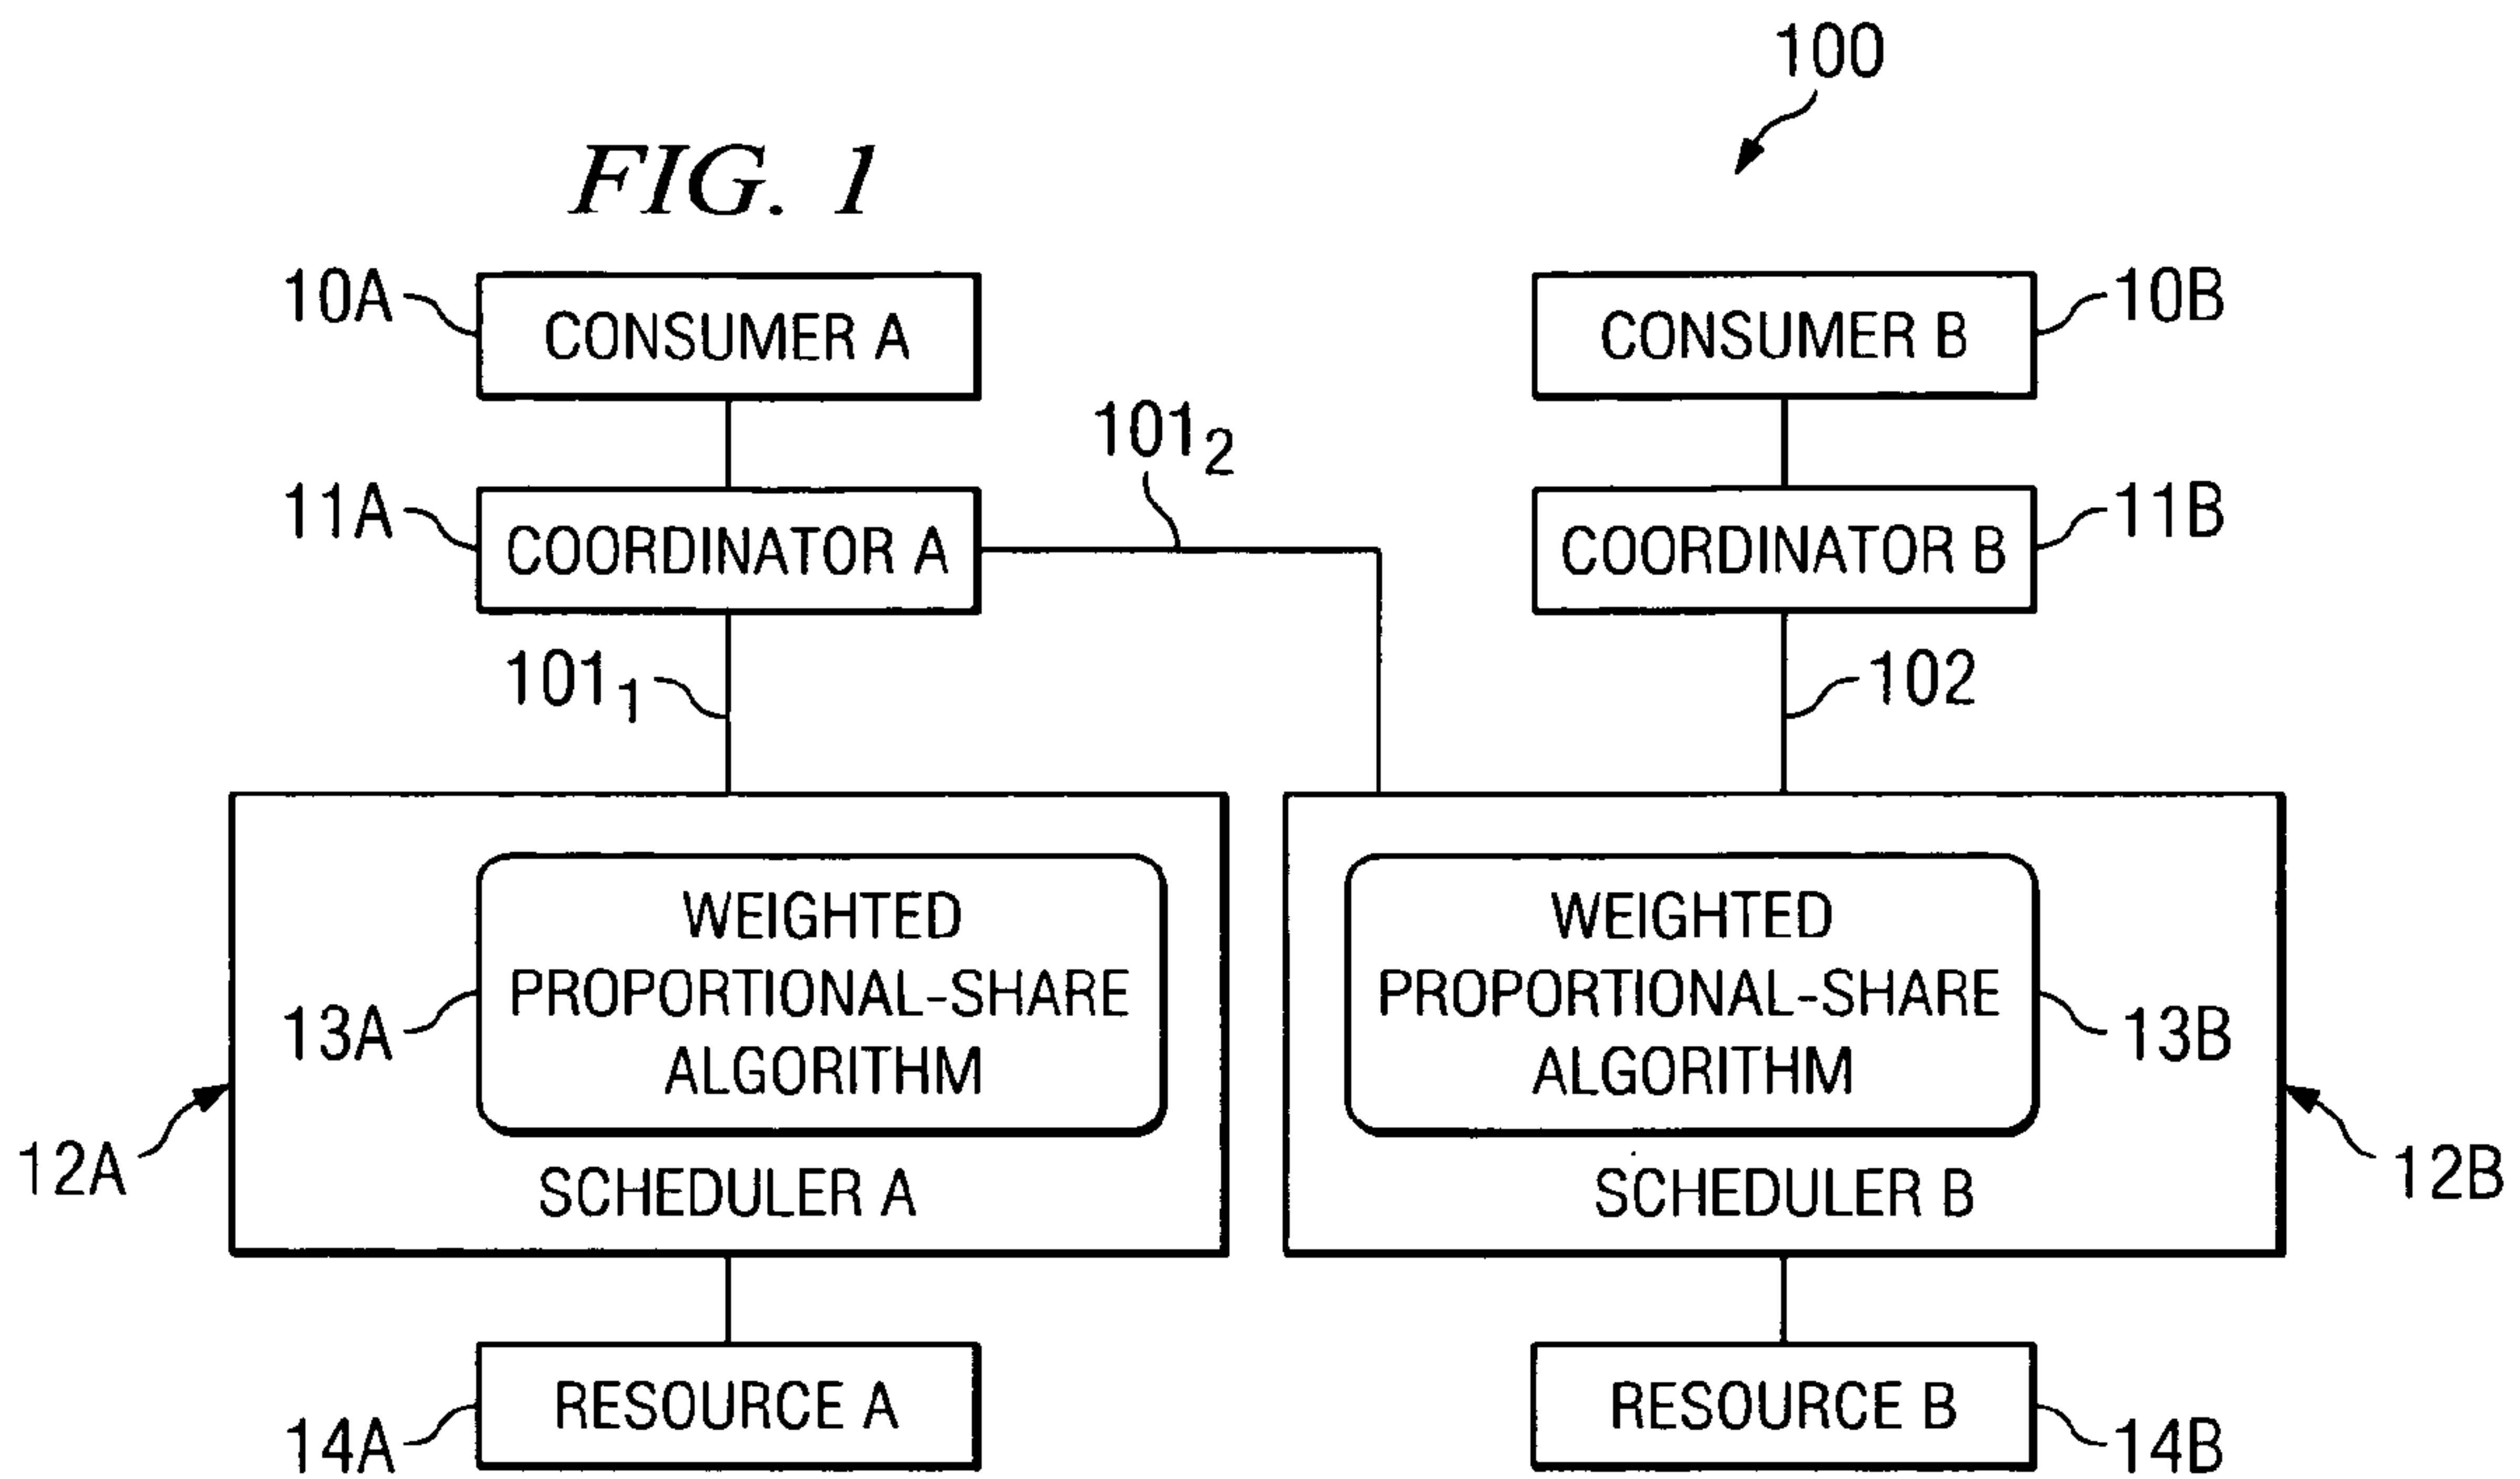 100
FIG. 1
10A
CONSUMER A
CONSUMER B
10B
101₂
11A
COORDINATOR A
COORDINATOR B
11B
101₁
102
WEIGHTED
PROPORTIONAL-SHARE
ALGORITHM
13A
12A
SCHEDULER A
WEIGHTED
PROPORTIONAL-SHARE
ALGORITHM
13B
12B
SCHEDULER B
RESOURCE A
14A
RESOURCE B
14B